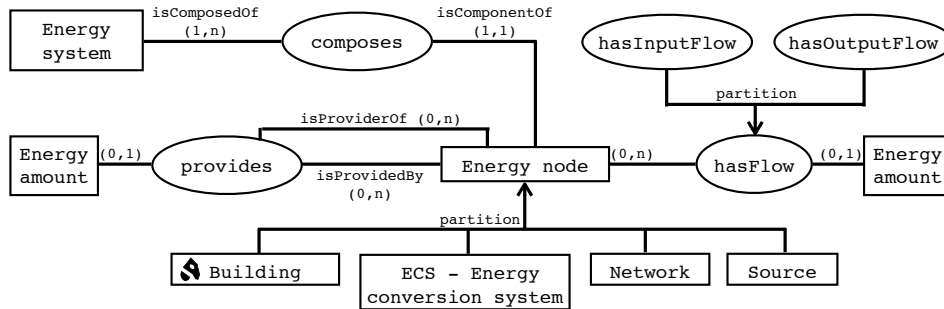 isComposedOf
(1,n)
isComponentOf
(1,1)
Energy
system
composes
hasInputFlow
hasOutputFlow
partition
isProviderOf (0,n)
Energy
amount
(0,1)
provides
isProvidedBy
(0,n)
Energy node
(0,n)
hasFlow
(0,1)
Energy
amount
partition
Building
ECS - Energy
conversion system
Network
Source